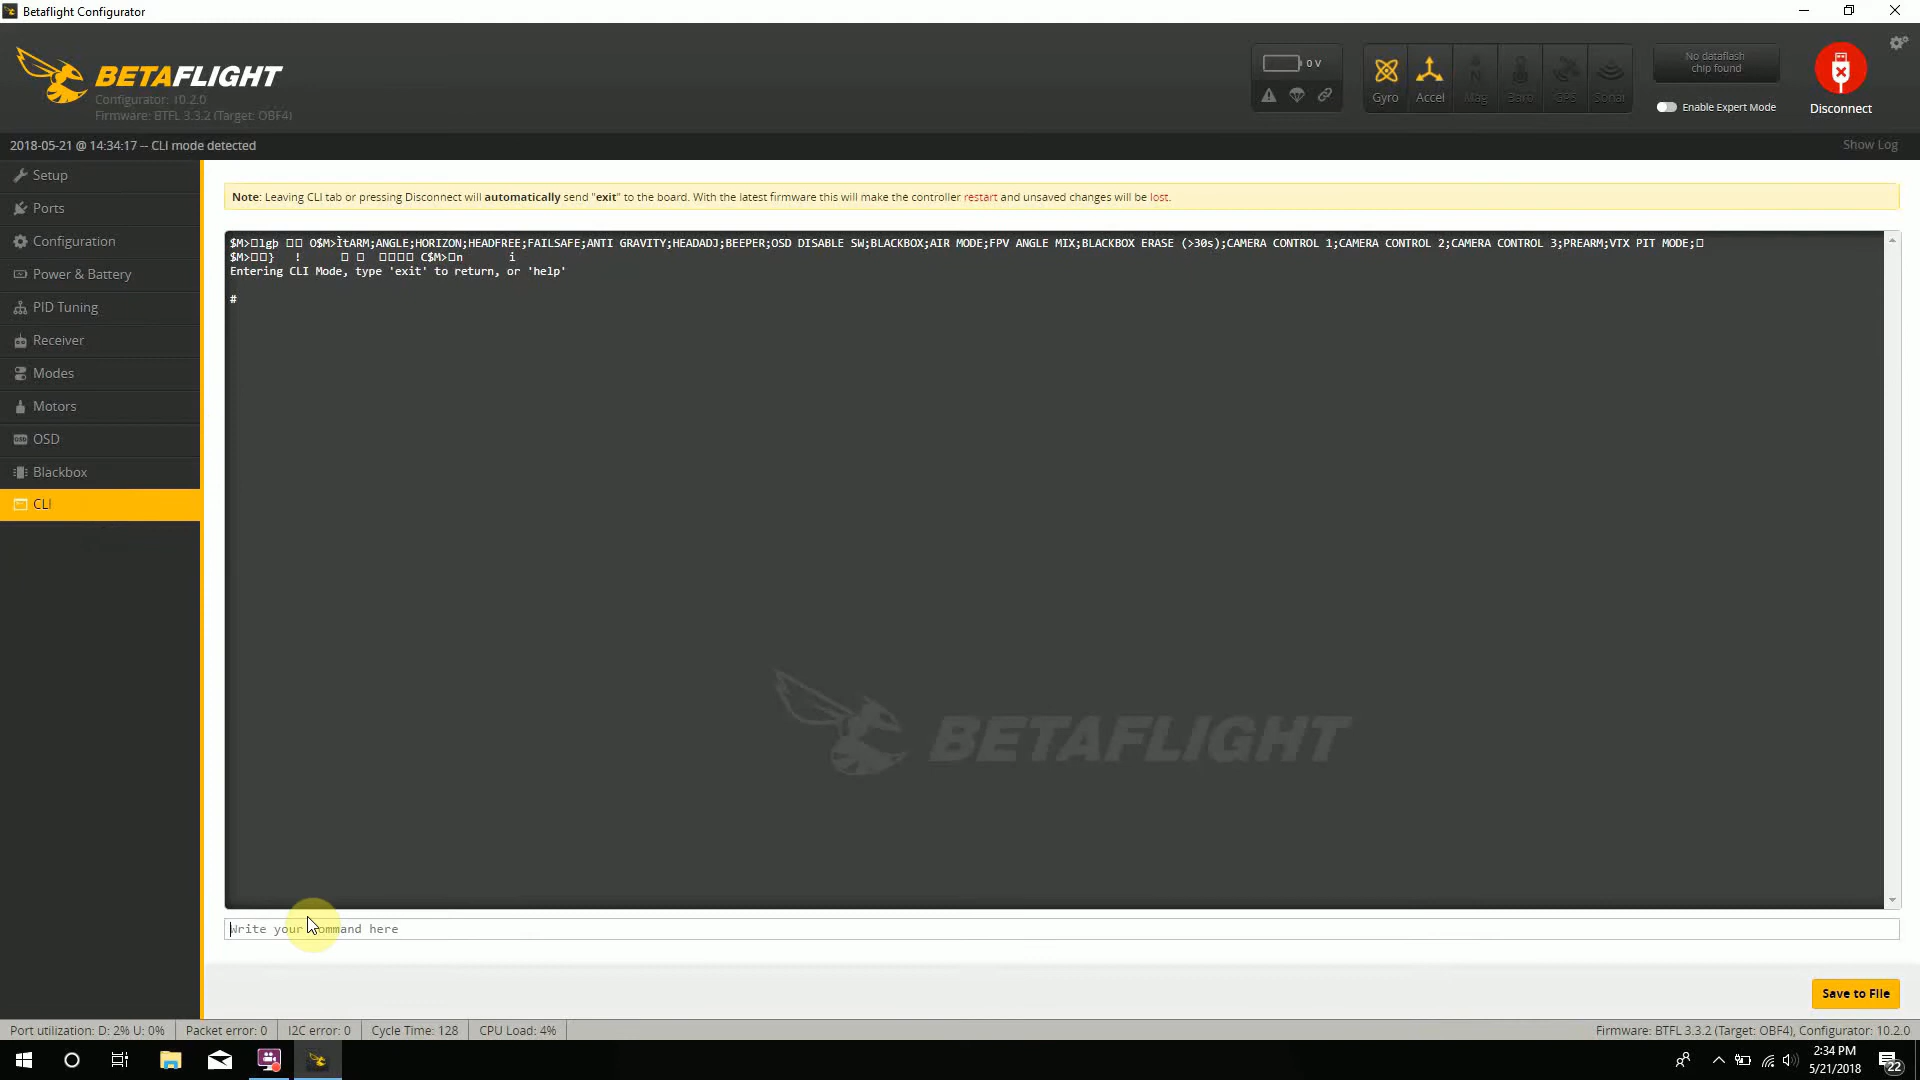 Betaflight Configurator
BETAFLIGHT
Configurator: 10.2.0
Firmware: BTFL 3.3.2 (Target: OBF4)
0 V
Gyro
Accel
Mag
Baro
GPS
Sonar
No dataflash
chip found
Enable Expert Mode
Disconnect
2018-05-21 @ 14:34:17 -- CLI mode detected
Show Log
Setup
Ports
Configuration
Power & Battery
PID Tuning
Receiver
Modes
Motors
OSD
Blackbox
CLI
Note: Leaving CLI tab or pressing Disconnect will automatically send "exit" to the board. With the latest firmware this will make the controller restart and unsaved changes will be lost.
$M>□lgþ □□ O$M>ÌtARM;ANGLE;HORIZON;HEADFREE;FAILSAFE;ANTI GRAVITY;HEADADJ;BEEPER;OSD DISABLE SW;BLACKBOX;AIR MODE;FPV ANGLE MIX;BLACKBOX ERASE (>30s);CAMERA CONTROL 1;CAMERA CONTROL 2;CAMERA CONTROL 3;PREARM;VTX PIT MODE;□
$M>□□} ! □ □ □□□□ C$M>□n i
Entering CLI Mode, type 'exit' to return, or 'help'
#
BETAFLIGHT
Write your command here
Save to File
Port utilization: D: 2% U: 0%
Packet error: 0
I2C error: 0
Cycle Time: 128
CPU Load: 4%
Firmware: BTFL 3.3.2 (Target: OBF4), Configurator: 10.2.0
2:34 PM
5/21/2018
22